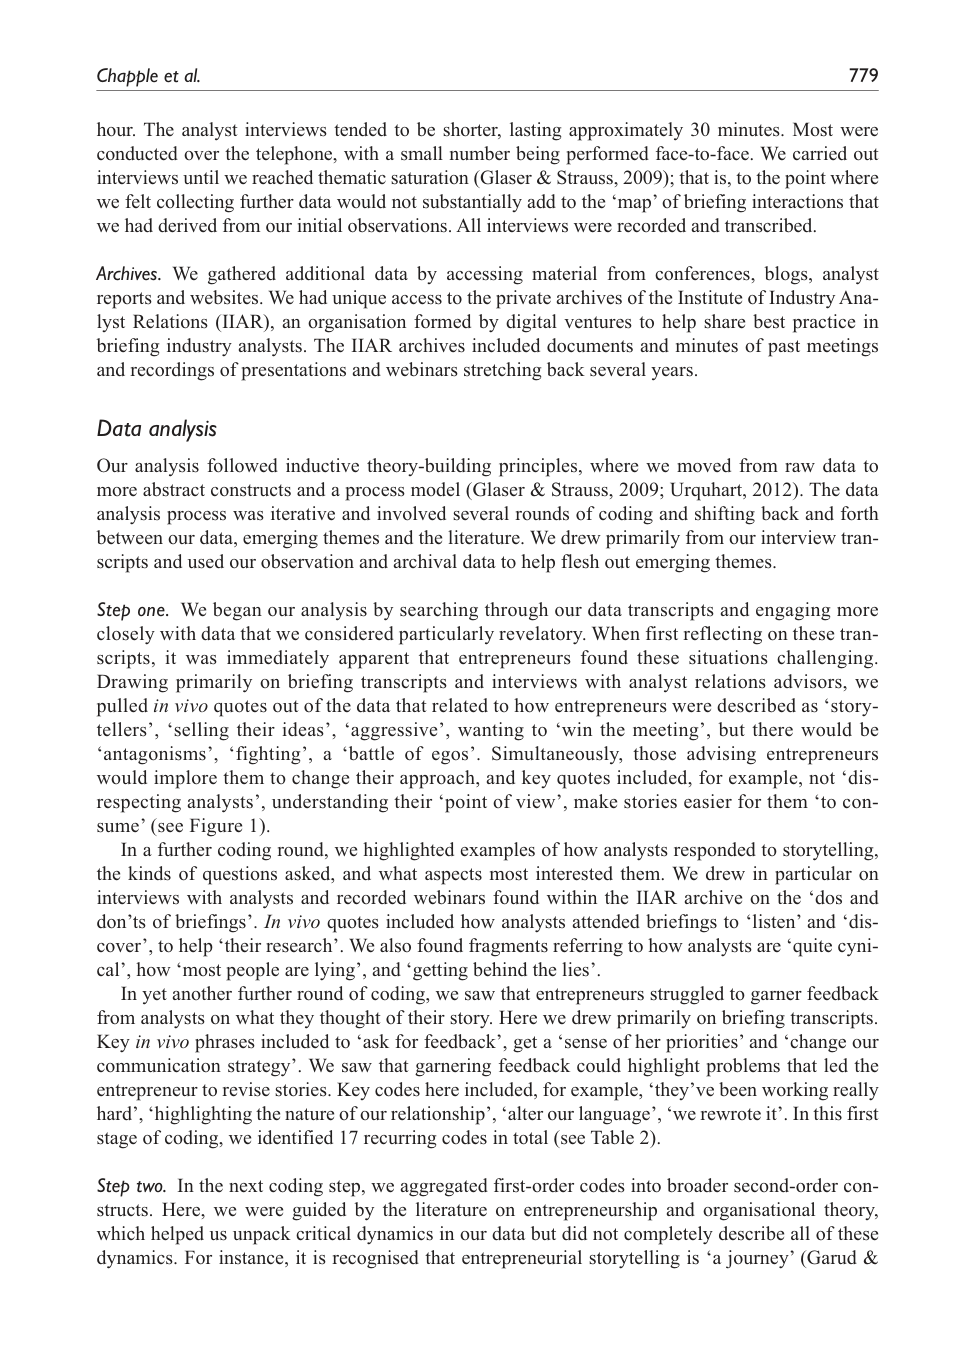 Chapple et al. 779
hour. The analyst interviews tended to be shorter, lasting approximately 30 minutes. Most were
conducted over the telephone, with a small number being performed face-to-face. We carried out
interviews until we reached thematic saturation (Glaser & Strauss, 2009); that is, to the point where
we felt collecting further data would not substantially add to the ‘map’ of briefing interactions that
we had derived from our initial observations. All interviews were recorded and transcribed.
Archives. We gathered additional data by accessing material from conferences, blogs, analyst
reports and websites. We had unique access to the private archives of the Institute of Industry Ana-
lyst Relations (IIAR), an organisation formed by digital ventures to help share best practice in
briefing industry analysts. The IIAR archives included documents and minutes of past meetings
and recordings of presentations and webinars stretching back several years.
Data analysis
Our analysis followed inductive theory-building principles, where we moved from raw data to
more abstract constructs and a process model (Glaser & Strauss, 2009; Urquhart, 2012). The data
analysis process was iterative and involved several rounds of coding and shifting back and forth
between our data, emerging themes and the literature. We drew primarily from our interview tran-
scripts and used our observation and archival data to help flesh out emerging themes.
Step one. We began our analysis by searching through our data transcripts and engaging more
closely with data that we considered particularly revelatory. When first reflecting on these tran-
scripts, it was immediately apparent that entrepreneurs found these situations challenging.
Drawing primarily on briefing transcripts and interviews with analyst relations advisors, we
pulled in vivo quotes out of the data that related to how entrepreneurs were described as ‘story-
tellers’, ‘selling their ideas’, ‘aggressive’, wanting to ‘win the meeting’, but there would be
‘antagonisms’, ‘fighting’, a ‘battle of egos’. Simultaneously, those advising entrepreneurs
would implore them to change their approach, and key quotes included, for example, not ‘dis-
respecting analysts’, understanding their ‘point of view’, make stories easier for them ‘to con-
sume’ (see Figure 1).
In a further coding round, we highlighted examples of how analysts responded to storytelling,
the kinds of questions asked, and what aspects most interested them. We drew in particular on
interviews with analysts and recorded webinars found within the IIAR archive on the ‘dos and
don’ts of briefings’. In vivo quotes included how analysts attended briefings to ‘listen’ and ‘dis-
cover’, to help ‘their research’. We also found fragments referring to how analysts are ‘quite cyni-
cal’, how ‘most people are lying’, and ‘getting behind the lies’.
In yet another further round of coding, we saw that entrepreneurs struggled to garner feedback
from analysts on what they thought of their story. Here we drew primarily on briefing transcripts.
Key in vivo phrases included to ‘ask for feedback’, get a ‘sense of her priorities’ and ‘change our
communication strategy’. We saw that garnering feedback could highlight problems that led the
entrepreneur to revise stories. Key codes here included, for example, ‘they’ve been working really
hard’, ‘highlighting the nature of our relationship’, ‘alter our language’, ‘we rewrote it’. In this first
stage of coding, we identified 17 recurring codes in total (see Table 2).
Step two. In the next coding step, we aggregated first-order codes into broader second-order con-
structs. Here, we were guided by the literature on entrepreneurship and organisational theory,
which helped us unpack critical dynamics in our data but did not completely describe all of these
dynamics. For instance, it is recognised that entrepreneurial storytelling is ‘a journey’ (Garud &